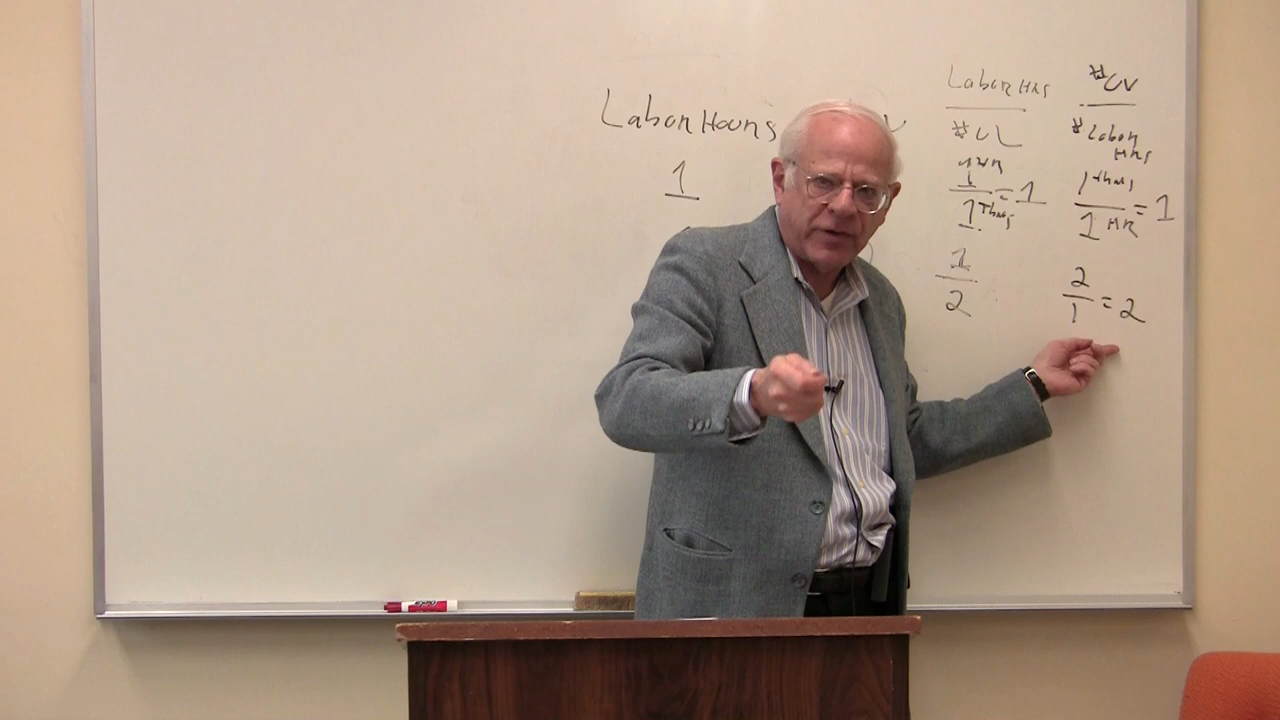 Labor Hours
1
Labor Hrs
# UV
1 HR
1
1 Thing
= 1
1
2
# UV
# Labor
Hrs
1 Thing
1 HR
= 1
2
1
= 2